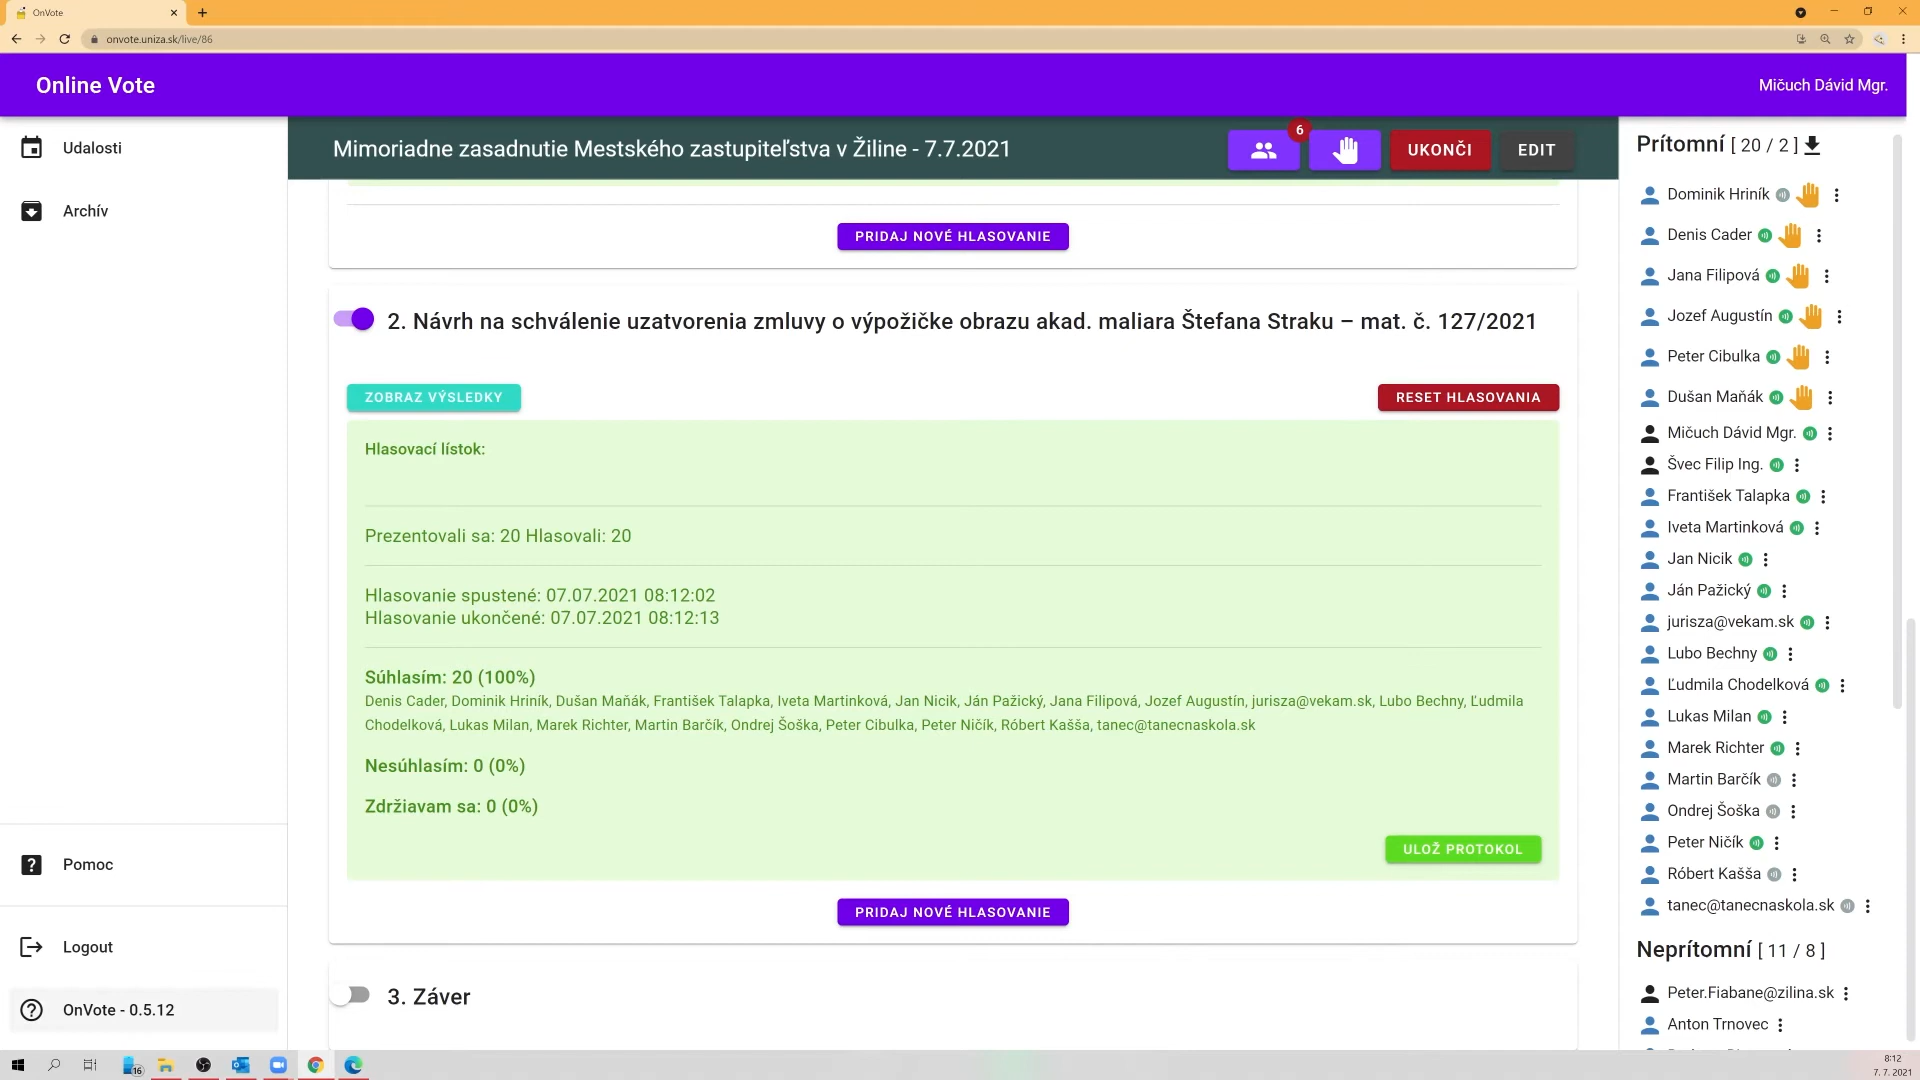 OnVote
onvote.uniza.sk/live/86
Online Vote
Mičuch Dávid Mgr.
Udalosti
Archív
Mimoriadne zasadnutie Mestského zastupiteľstva v Žiline - 7.7.2021
6
UKONČI
EDIT
PRIDAJ NOVÉ HLASOVANIE
2. Návrh na schválenie uzatvorenia zmluvy o výpožičke obrazu akad. maliara Štefana Straku – mat. č. 127/2021
ZOBRAZ VÝSLEDKY
RESET HLASOVANIA
Hlasovací lístok:
Prezentovali sa: 20 Hlasovali: 20
Hlasovanie spustené: 07.07.2021 08:12:02
Hlasovanie ukončené: 07.07.2021 08:12:13
Súhlasím: 20 (100%)
Denis Cader, Dominik Hriník, Dušan Maňák, František Talapka, Iveta Martinková, Jan Nicik, Ján Pažický, Jana Filipová, Jozef Augustín, jurisza@vekam.sk, Lubo Bechny, Ľudmila
Chodelková, Lukas Milan, Marek Richter, Martin Barčík, Ondrej Šoška, Peter Cibulka, Peter Ničík, Róbert Kašša, tanec@tanecnaskola.sk
Nesúhlasím: 0 (0%)
Zdržiavam sa: 0 (0%)
ULOŽ PROTOKOL
PRIDAJ NOVÉ HLASOVANIE
3. Záver
Prítomní [ 20 / 2 ]
Dominik Hriník
Denis Cader
Jana Filipová
Jozef Augustín
Peter Cibulka
Dušan Maňák
Mičuch Dávid Mgr.
Švec Filip Ing.
František Talapka
Iveta Martinková
Jan Nicik
Ján Pažický
jurisza@vekam.sk
Lubo Bechny
Ľudmila Chodelková
Lukas Milan
Marek Richter
Martin Barčík
Ondrej Šoška
Peter Ničík
Róbert Kašša
tanec@tanecnaskola.sk
Neprítomní [ 11 / 8 ]
Peter.Fiabane@zilina.sk
Anton Trnovec
Pomoc
Logout
OnVote - 0.5.12
16
8:12
7. 7. 2021